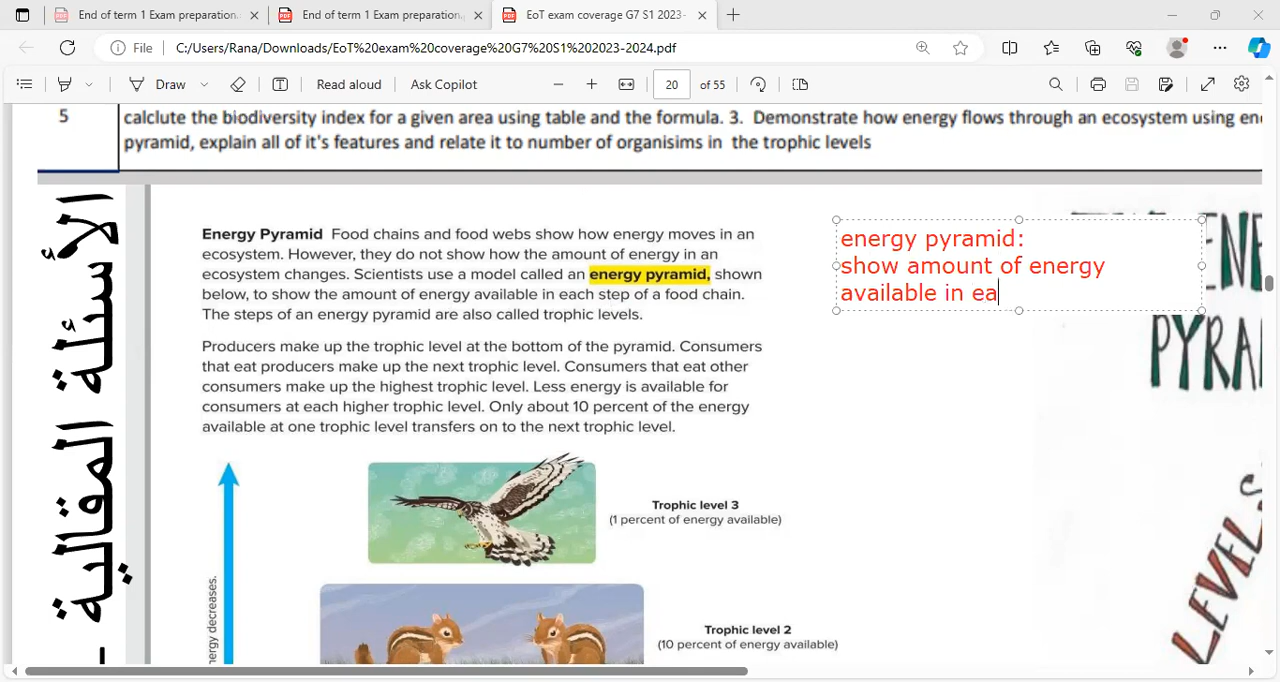 End of term 1 Exam preparation.
End of term 1 Exam preparation.
EoT exam coverage G7 S1 2023-
File
C:/Users/Rana/Downloads/EoT%20exam%20coverage%20G7%20S1%202023-2024.pdf
Draw
Read aloud
Ask Copilot
20 of 55
5
calclute the biodiversity index for a given area using table and the formula. 3. Demonstrate how energy flows through an ecosystem using en
pyramid, explain all of it's features and relate it to number of organisims in the trophic levels
الأسئلة المقالية -
Energy Pyramid Food chains and food webs show how energy moves in an
ecosystem. However, they do not show how the amount of energy in an
ecosystem changes. Scientists use a model called an energy pyramid, shown
below, to show the amount of energy available in each step of a food chain.
The steps of an energy pyramid are also called trophic levels.
Producers make up the trophic level at the bottom of the pyramid. Consumers
that eat producers make up the next trophic level. Consumers that eat other
consumers make up the highest trophic level. Less energy is available for
consumers at each higher trophic level. Only about 10 percent of the energy
available at one trophic level transfers on to the next trophic level.
energy pyramid:
show amount of energy
available in ea
ENE
PYRA
LEVELS
Trophic level 3
(1 percent of energy available)
Trophic level 2
(10 percent of energy available)
nergy decreases.